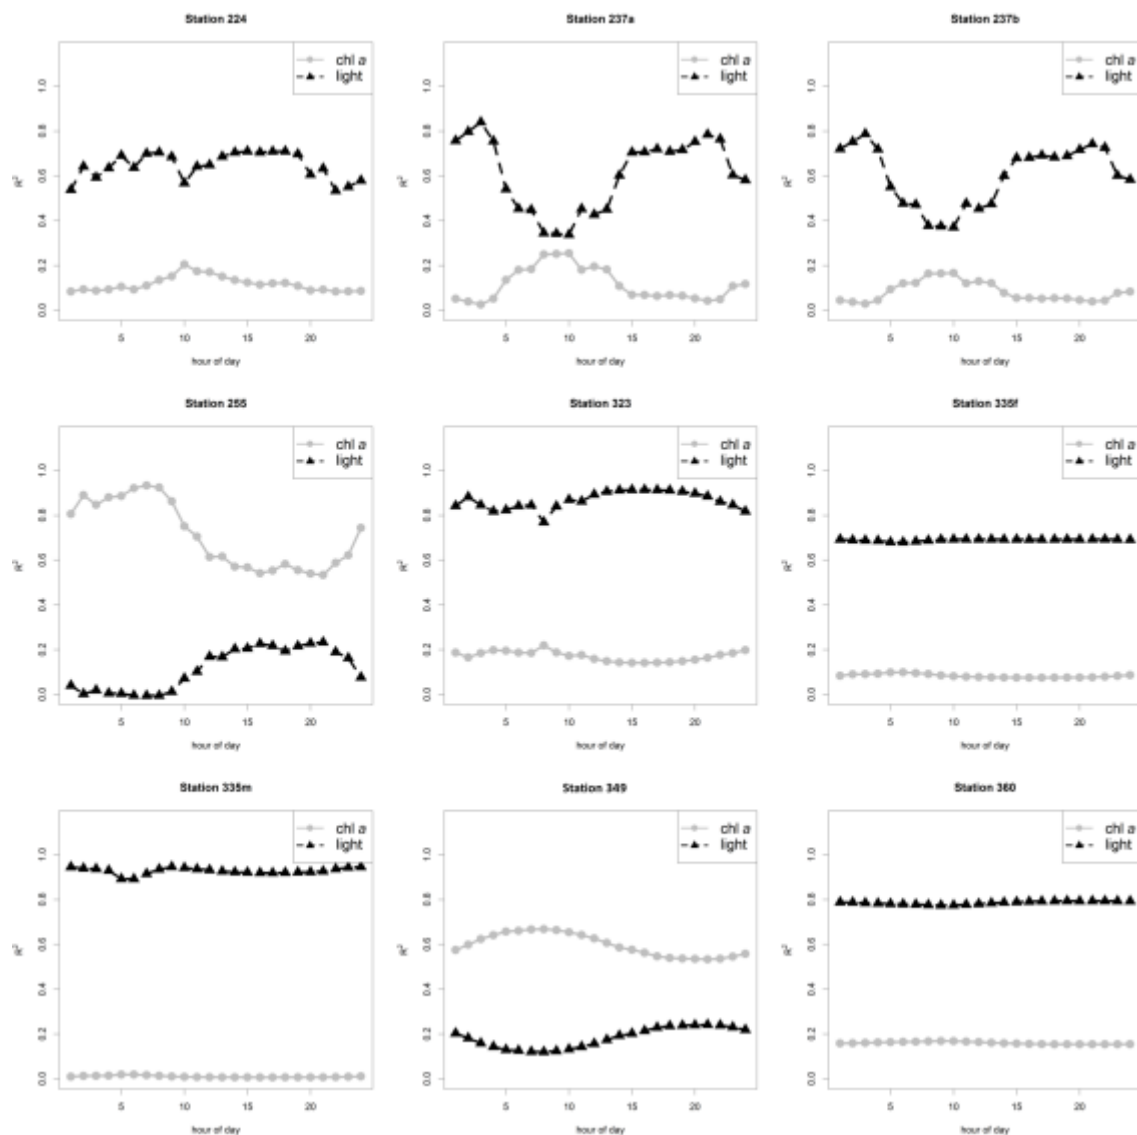 Station 224
chl a
light
1.0
0.8
0.6
0.4
0.2
0.0
R²
5 10 15 20
hour of day
Station 237a
chl a
light
1.0
0.8
0.6
0.4
0.2
0.0
R²
5 10 15 20
hour of day
Station 237b
chl a
light
1.0
0.8
0.6
0.4
0.2
0.0
R²
5 10 15 20
hour of day
Station 255
chl a
light
1.0
0.8
0.6
0.4
0.2
0.0
R²
5 10 15 20
hour of day
Station 323
chl a
light
1.0
0.8
0.6
0.4
0.2
0.0
R²
5 10 15 20
hour of day
Station 335f
chl a
light
1.0
0.8
0.6
0.4
0.2
0.0
R²
5 10 15 20
hour of day
Station 335m
chl a
light
1.0
0.8
0.6
0.4
0.2
0.0
R²
5 10 15 20
hour of day
Station 349
chl a
light
1.0
0.8
0.6
0.4
0.2
0.0
R²
5 10 15 20
hour of day
Station 360
chl a
light
1.0
0.8
0.6
0.4
0.2
0.0
R²
5 10 15 20
hour of day